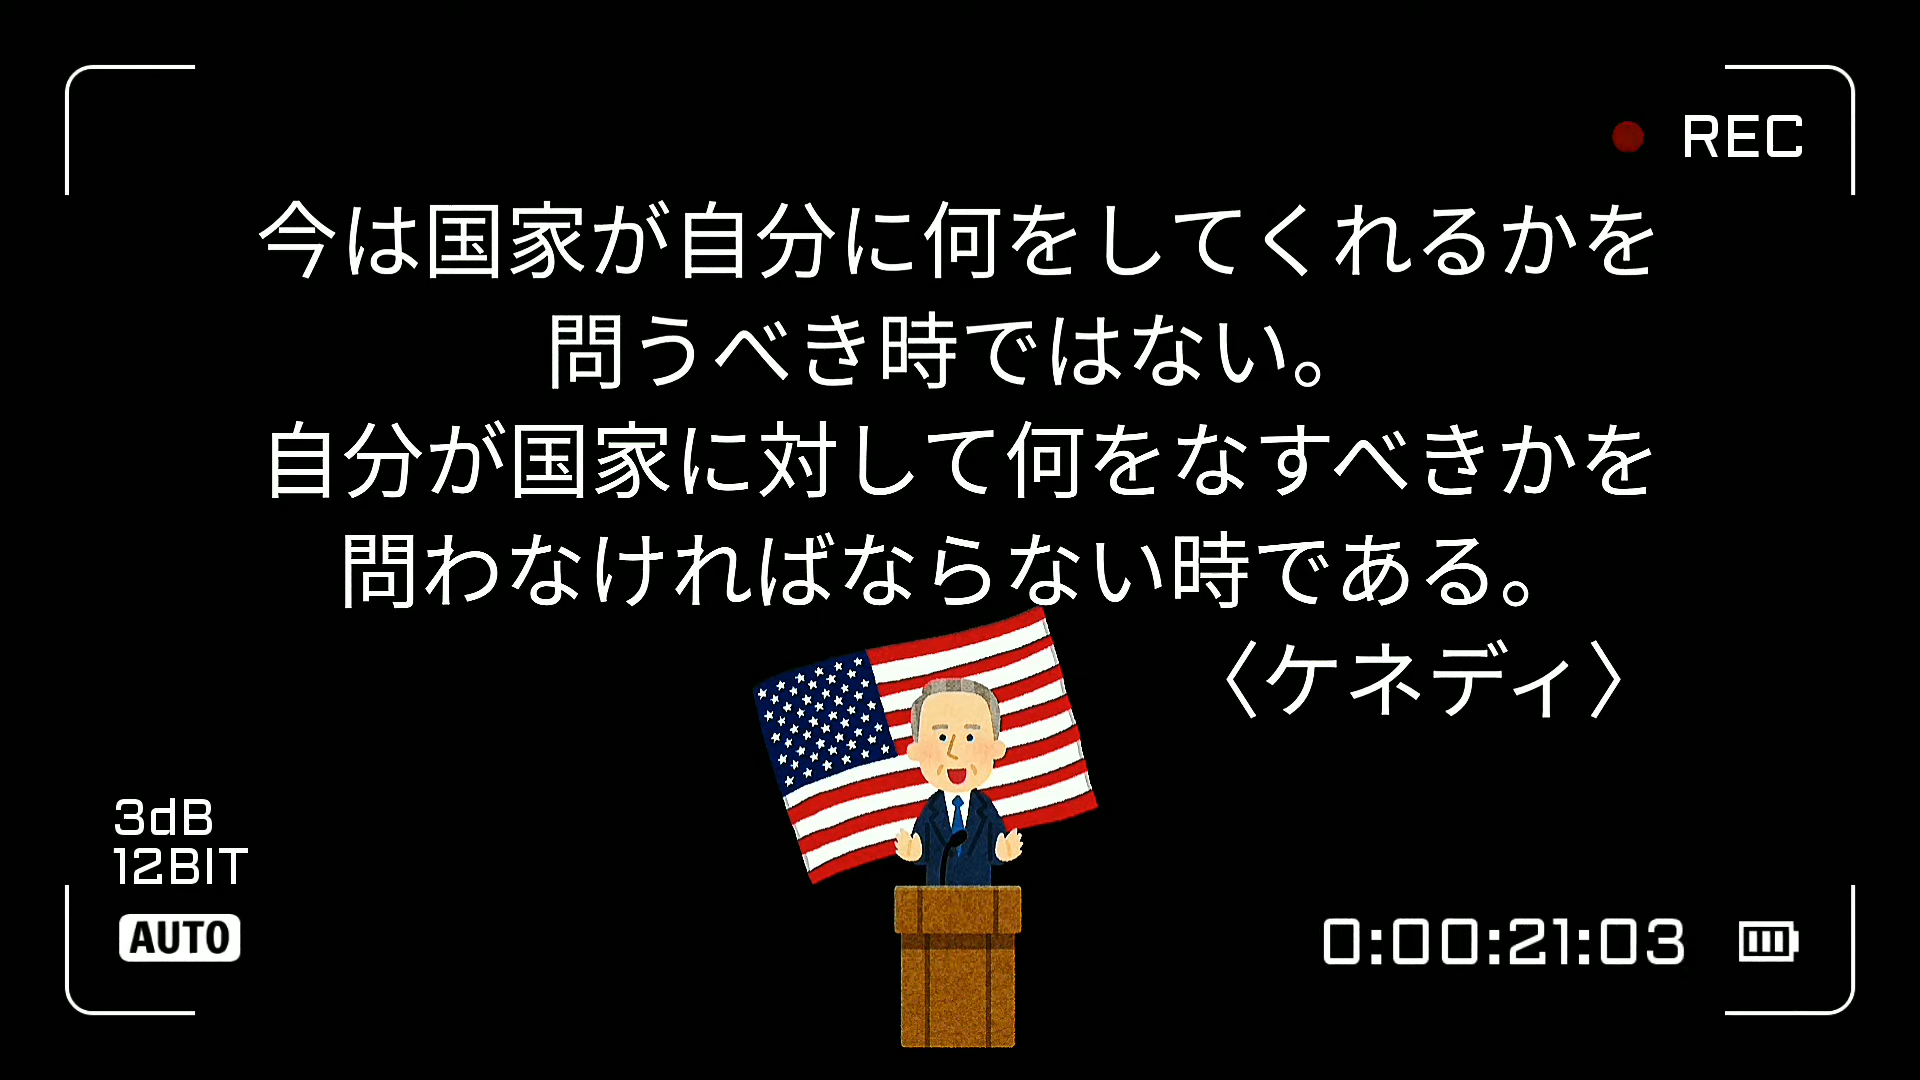 REC
今は国家が自分に何をしてくれるかを
問うべき時ではない。
自分が国家に対して何をなすべきかを
問わなければならない時である。
〈ケネディ〉
3dB
12BIT
AUTO
0:00:21:03